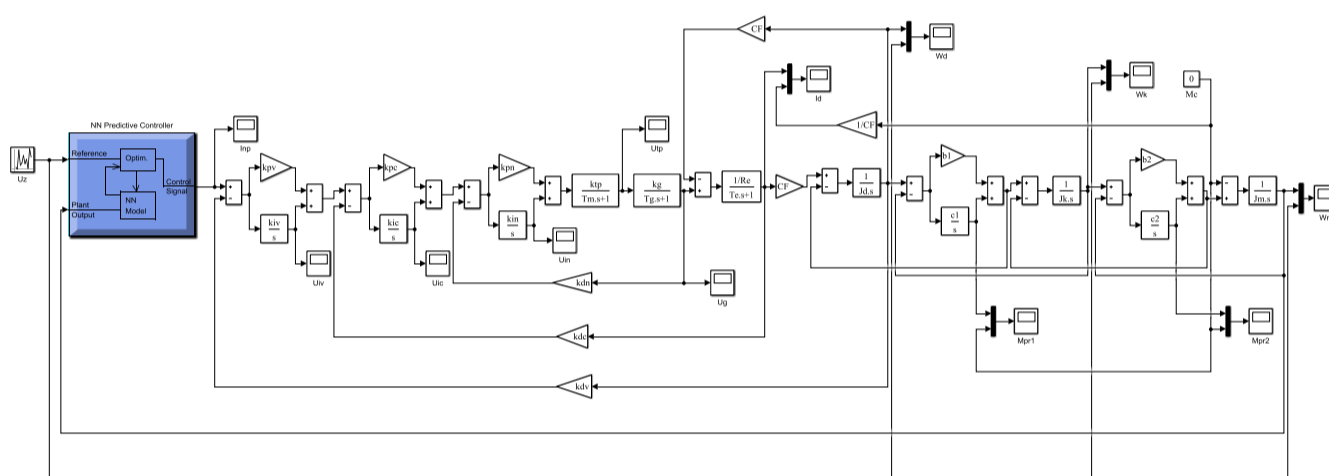 CF
Wd
Id
0
Mc
Wk
1/CF
NN Predictive Controller
Inp
Utp
Uz
Reference
Optim.
Control
Signal
Plant
Output
NN
Model
kpv
kpc
kpn
ktp
Tm.s+1
kg
Tg.s+1
1/Re
Te.s+1
CF
1
Jd.s
b1
1
Jk.s
b2
1
Jm.s
kiv
s
kic
s
kin
s
c1
s
c2
s
Uiv
Uic
Uin
kdn
Ug
kdc
Mpr1
Mpr2
kdv